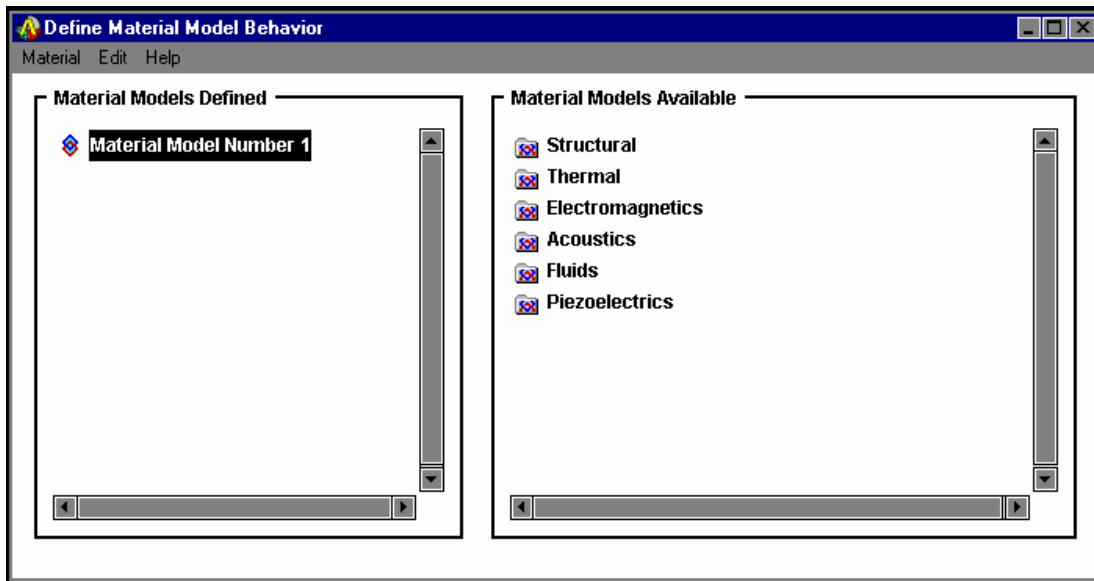 Define Material Model Behavior
Material Edit Help
Material Models Defined
Material Model Number 1
Material Models Available
Structural
Thermal
Electromagnetics
Acoustics
Fluids
Piezoelectrics